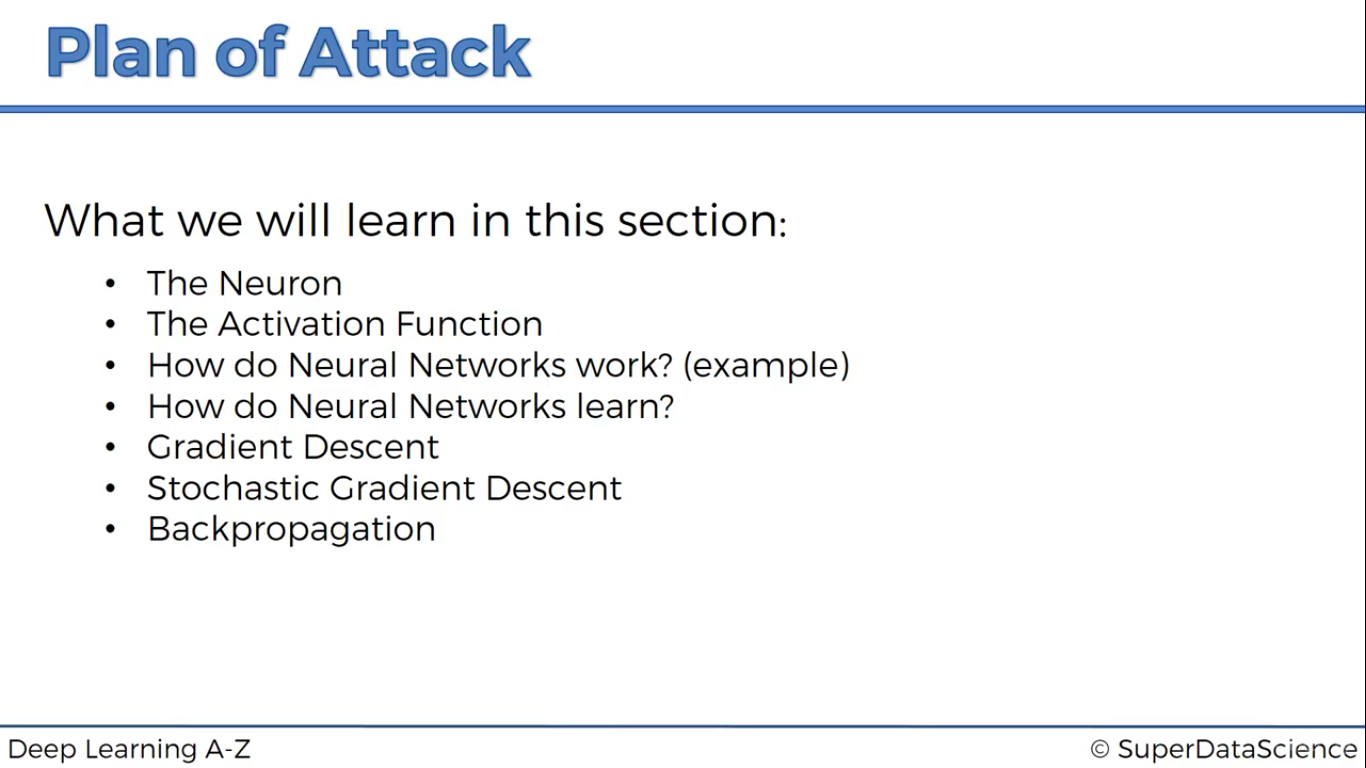 Plan of Attack
What we will learn in this section:
• The Neuron
• The Activation Function
• How do Neural Networks work? (example)
• How do Neural Networks learn?
• Gradient Descent
• Stochastic Gradient Descent
• Backpropagation
Deep Learning A-Z
© SuperDataScience